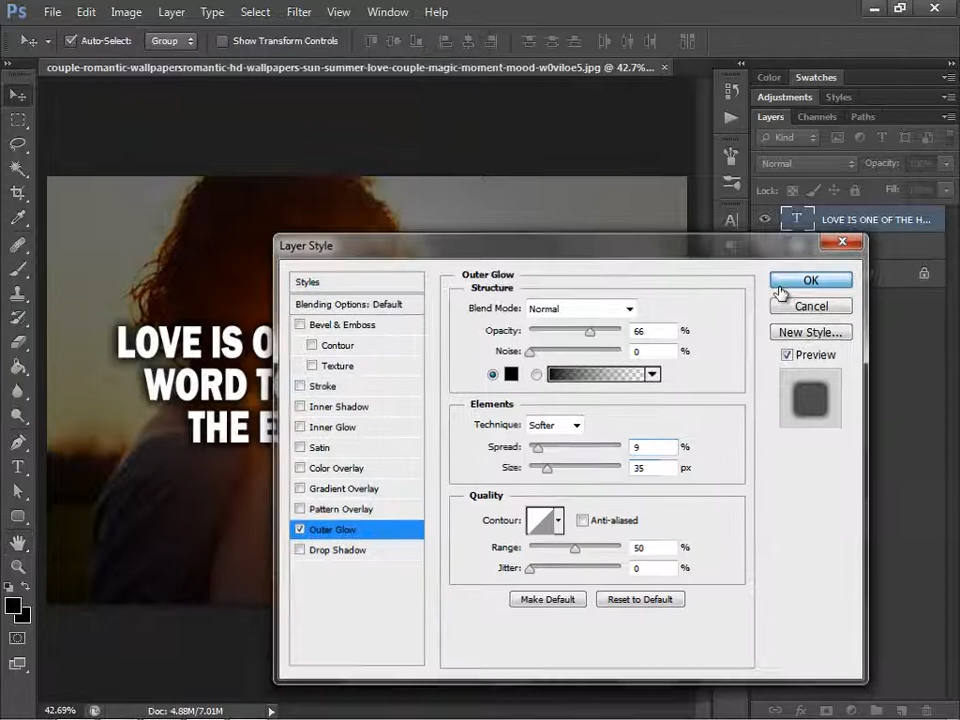 Ps File Edit Image Layer Type Select Filter View Window Help
Auto-Select: Group Show Transform Controls
couple-romantic-wallpapersromantic-hd-wallpapers-sun-summer-love-couple-magic-moment-mood-w0viloe5.jpg @ 42.7%... ×
Color Swatches
Adjustments Styles
Layers Channels Paths
Kind
Normal Opacity:
Lock: Fill:
T LOVE IS ONE OF THE H...
LOVE IS O
WORD T
THE E
Layer Style
Styles
Blending Options: Default
Bevel & Emboss
Contour
Texture
Stroke
Inner Shadow
Inner Glow
Satin
Color Overlay
Gradient Overlay
Pattern Overlay
Outer Glow
Drop Shadow
Outer Glow
Structure
Blend Mode: Normal
Opacity: 66 %
Noise: 0 %
Elements
Technique: Softer
Spread: 9 %
Size: 35 px
Quality
Contour: Anti-aliased
Range: 50 %
Jitter: 0 %
Make Default Reset to Default
OK
Cancel
New Style...
Preview
42.69% Doc: 4.88M/7.01M